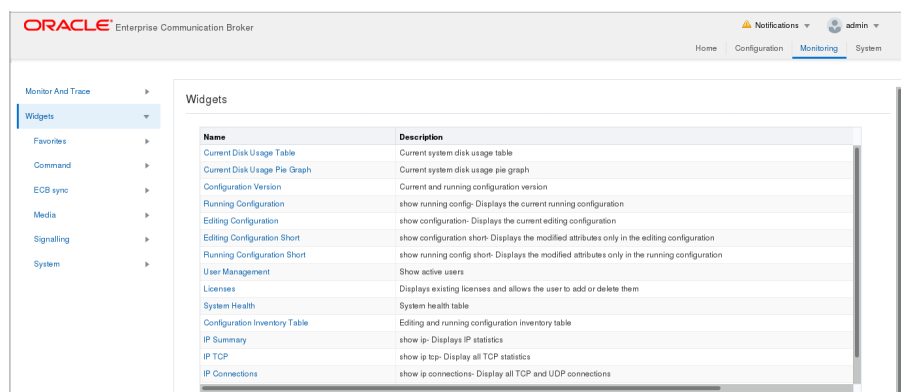 ORACLE Enterprise Communication Broker
Notifications admin
Home Configuration Monitoring System
Monitor And Trace
Widgets
Favorites
Command
ECB sync
Media
Signalling
System
Widgets
Name Description
Current Disk Usage Table Current system disk usage table
Current Disk Usage Pie Graph Current system disk usage pie graph
Configuration Version Current and running configuration version
Running Configuration show running config- Displays the current running configuration
Editing Configuration show configuration- Displays the current editing configuration
Editing Configuration Short show configuration short- Displays the modified attributes only in the editing configuration
Running Configuration Short show running config short- Displays the modified attributes only in the running configuration
User Management Show active users
Licenses Displays existing licenses and allows the user to add or delete them
System Health System health table
Configuration Inventory Table Editing and running configuration inventory table
IP Summary show ip- Displays IP statistics
IP TCP show ip tcp- Display all TCP statistics
IP Connections show ip connections- Display all TCP and UDP connections